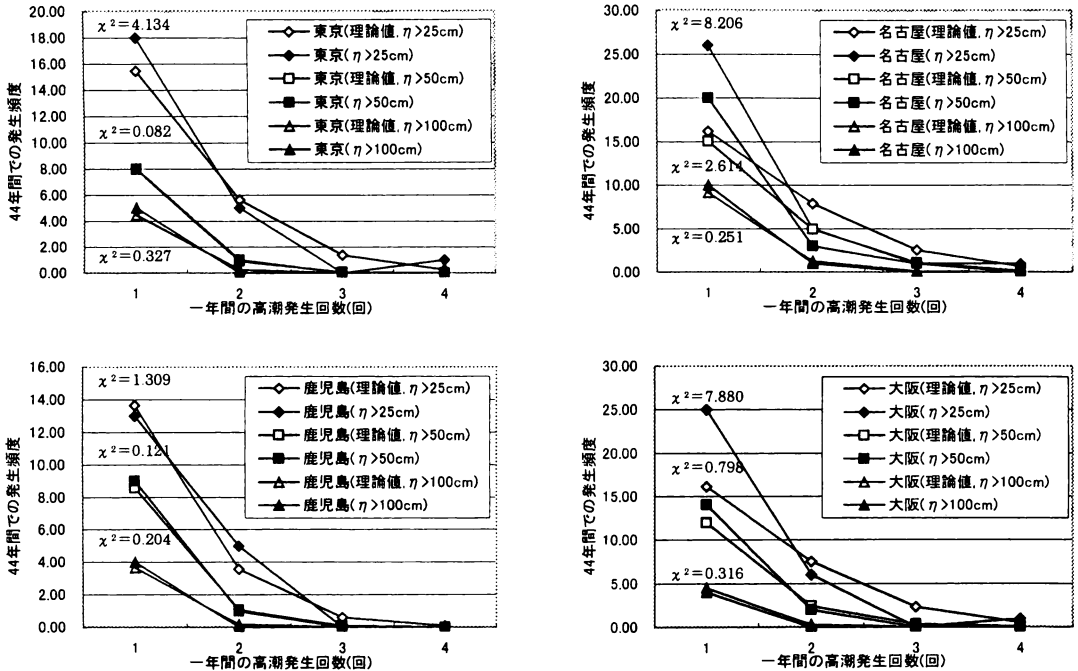 χ²=4.134
χ²=0.082
χ²=0.327
44年間での発生頻度
18.00
16.00
14.00
12.00
10.00
8.00
6.00
4.00
2.00
0.00
東京(理論値, η>25cm)
東京(η>25cm)
東京(理論値, η>50cm)
東京(η>50cm)
東京(理論値, η>100cm)
東京(η>100cm)
1 2 3 4
一年間の高潮発生回数(回)
χ²=8.206
χ²=2.614
χ²=0.251
44年間での発生頻度
30.00
25.00
20.00
15.00
10.00
5.00
0.00
名古屋(理論値, η>25cm)
名古屋(η>25cm)
名古屋(理論値, η>50cm)
名古屋(η>50cm)
名古屋(理論値, η>100cm)
名古屋(η>100cm)
1 2 3 4
一年間の高潮発生回数(回)
χ²=1.309
χ²=0.121
χ²=0.204
44年間での発生頻度
16.00
14.00
12.00
10.00
8.00
6.00
4.00
2.00
0.00
鹿児島(理論値, η>25cm)
鹿児島(η>25cm)
鹿児島(理論値, η>50cm)
鹿児島(η>50cm)
鹿児島(理論値, η>100cm)
鹿児島(η>100cm)
1 2 3 4
一年間の高潮発生回数(回)
χ²=7.880
χ²=0.798
χ²=0.316
44年間での発生頻度
30.00
25.00
20.00
15.00
10.00
5.00
0.00
大阪(理論値, η>25cm)
大阪(η>25cm)
大阪(理論値, η>50cm)
大阪(η>50cm)
大阪(理論値, η>100cm)
大阪(η>100cm)
1 2 3 4
一年間の高潮発生回数(回)